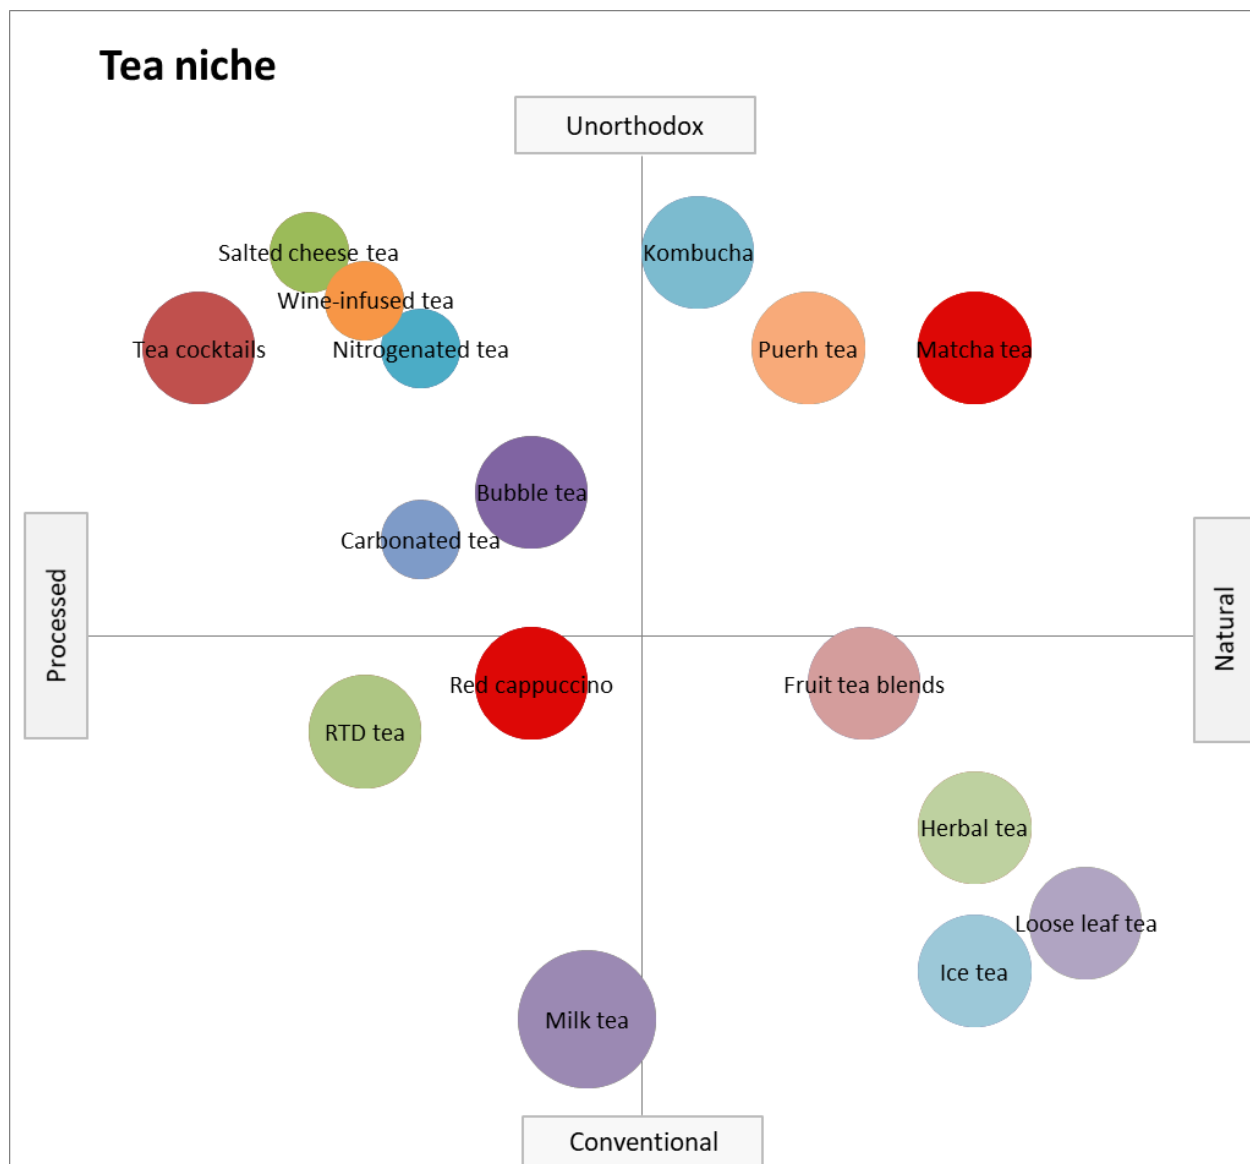 Tea niche
Unorthodox
Salted cheese tea
Kombucha
Wine-infused tea
Tea cocktails
Nitrogenated tea
Puerh tea
Matcha tea
Bubble tea
Carbonated tea
Processed
Natural
Red cappuccino
Fruit tea blends
RTD tea
Herbal tea
Loose leaf tea
Ice tea
Milk tea
Conventional